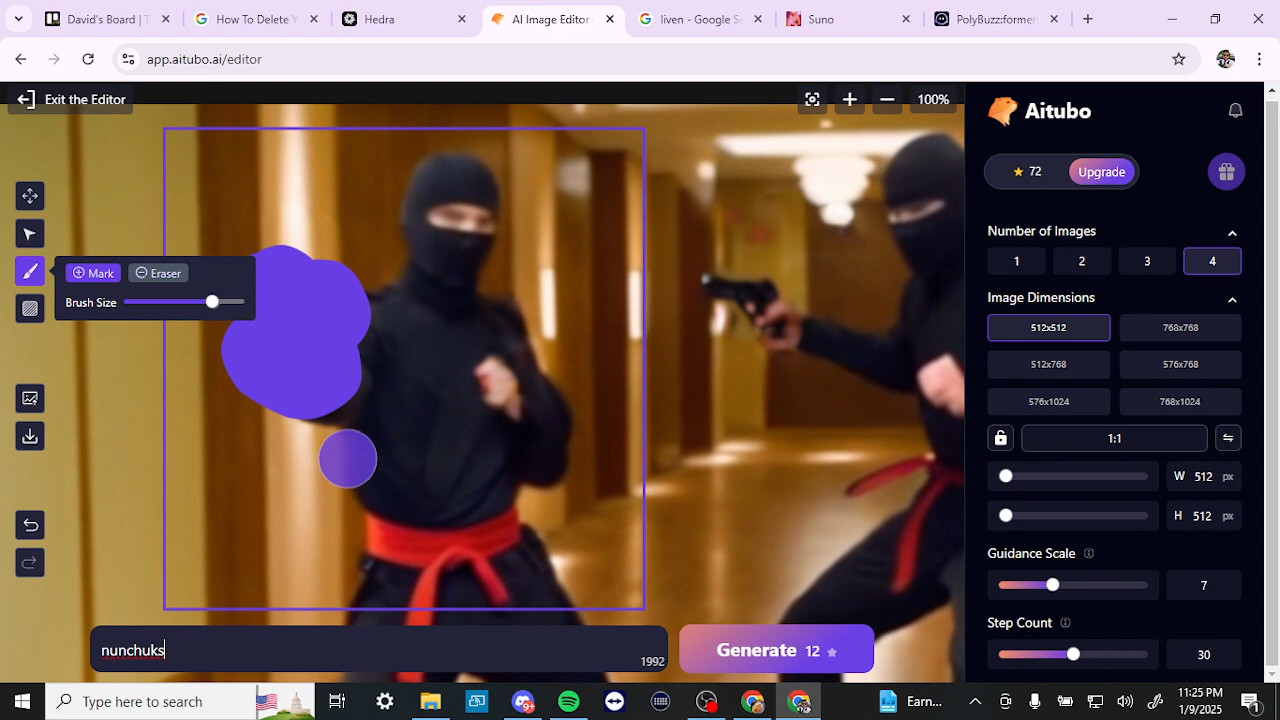 David's Board | T
How To Delete Y
Hedra
AI Image Editor
liven - Google S
Suno
PolyBuzz:former
app.aitubo.ai/editor
Exit the Editor
100%
Aitubo
72
Upgrade
Mark
Eraser
Brush Size
Number of Images
1
2
3
4
Image Dimensions
512x512
768x768
512x768
576x768
576x1024
768x1024
1:1
W 512 px
H 512 px
Guidance Scale
7
Step Count
30
nunchuks
1992
Generate 12
Type here to search
Earn...
1:25 PM
1/9/2025